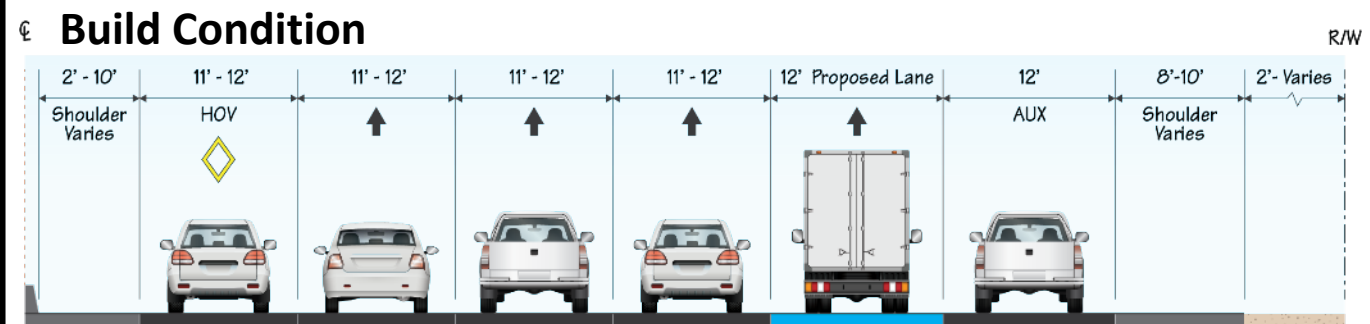 ℄ Build Condition
R/W
2' - 10' 11' - 12' 11' - 12' 11' - 12' 11' - 12' 12' Proposed Lane 12' 8'-10' 2'- Varies
Shoulder HOV AUX Shoulder
Varies Varies